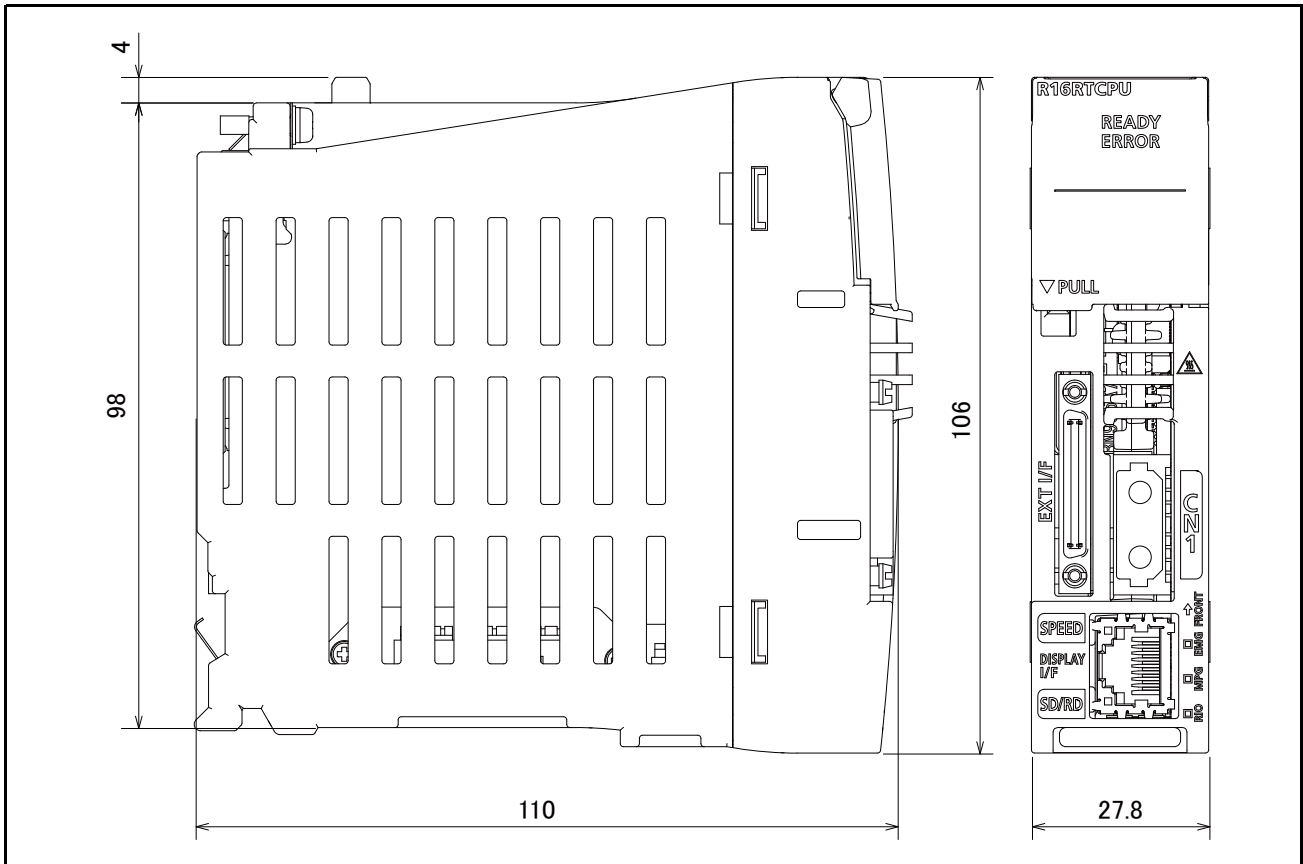 4
98
110
106
R16RTCPU
READY
ERROR
▽ PULL
EXT I/F
CN1
SPEED
DISPLAY
I/F
SD/RD
↑ FRONT
EMG
MPG
RIO
27.8